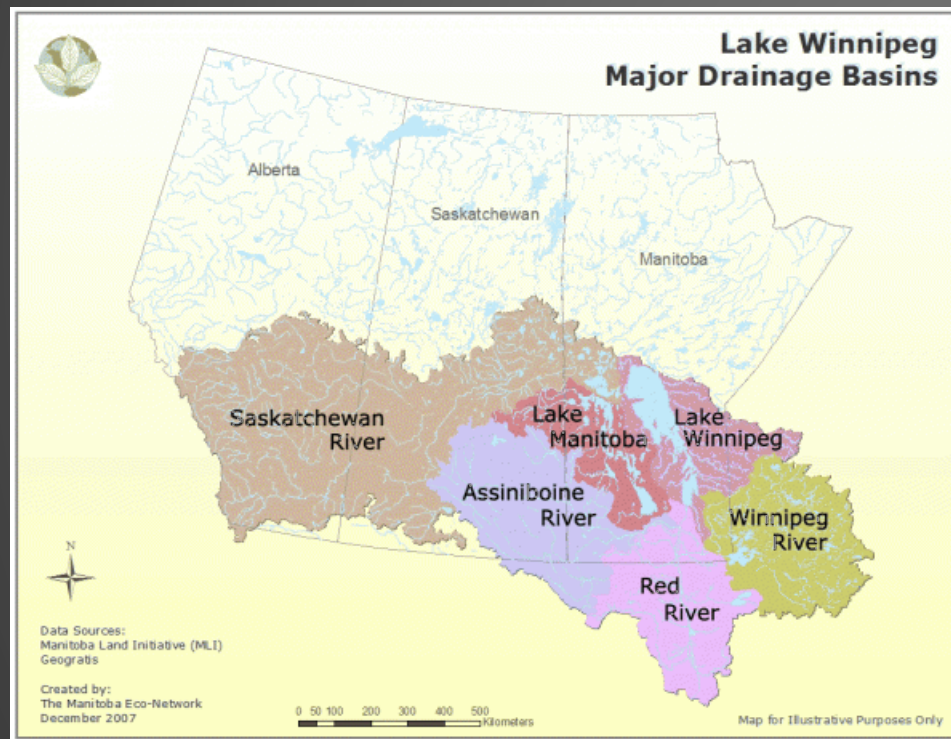 Lake Winnipeg
Major Drainage Basins
Alberta
Saskatchewan
Manitoba
Saskatchewan
River
Lake
Manitoba
Lake
Winnipeg
Assiniboine
River
Winnipeg
River
Red
River
N
Data Sources:
Manitoba Land Initiative (MLI)
Geogratis
Created by:
The Manitoba Eco-Network
December 2007
0 50 100 200 300 400 500
Kilometers
Map for Illustrative Purposes Only